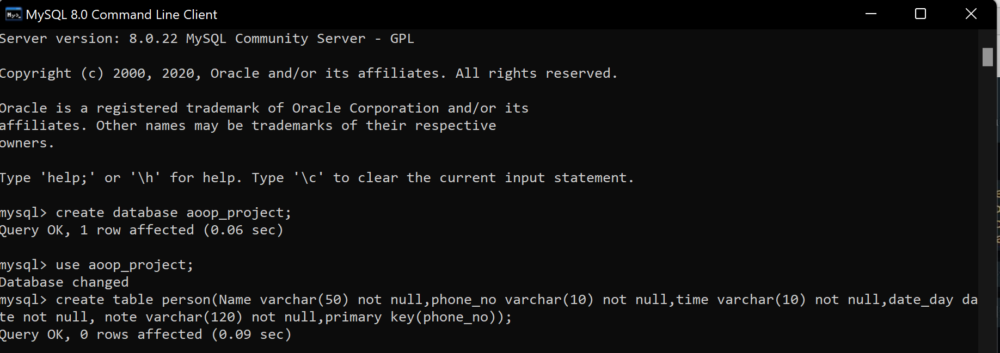 MySQL 8.0 Command Line Client
Server version: 8.0.22 MySQL Community Server - GPL
Copyright (c) 2000, 2020, Oracle and/or its affiliates. All rights reserved.
Oracle is a registered trademark of Oracle Corporation and/or its
affiliates. Other names may be trademarks of their respective
owners.
Type 'help;' or '\h' for help. Type '\c' to clear the current input statement.
mysql> create database aoop_project;
Query OK, 1 row affected (0.06 sec)
mysql> use aoop_project;
Database changed
mysql> create table person(Name varchar(50) not null,phone_no varchar(10) not null,time varchar(10) not null,date_day da
te not null, note varchar(120) not null,primary key(phone_no));
Query OK, 0 rows affected (0.09 sec)